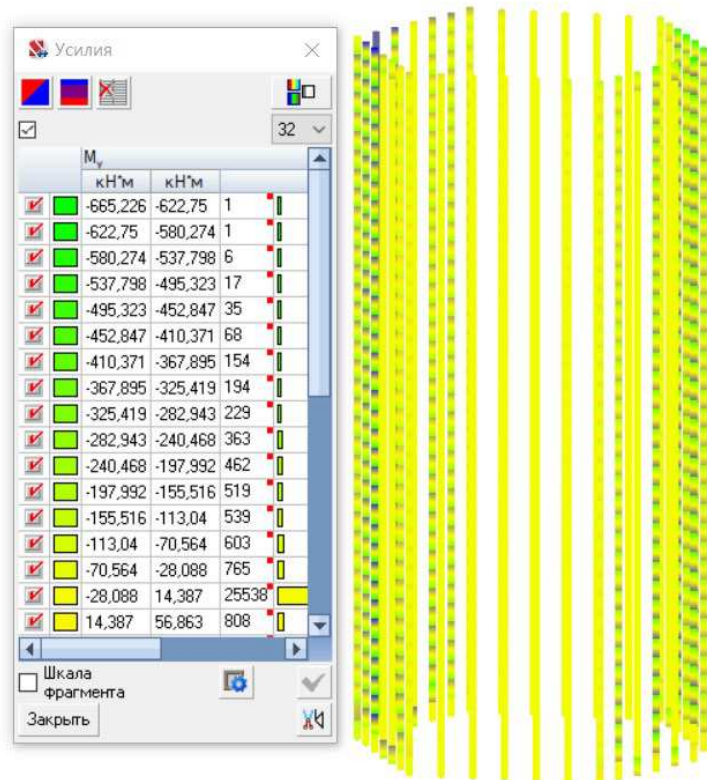 Усилия
32
Mу
кН*м кН*м
-665,226 -622,75 1
-622,75 -580,274 1
-580,274 -537,798 6
-537,798 -495,323 17
-495,323 -452,847 35
-452,847 -410,371 68
-410,371 -367,895 154
-367,895 -325,419 194
-325,419 -282,943 229
-282,943 -240,468 363
-240,468 -197,992 462
-197,992 -155,516 519
-155,516 -113,04 539
-113,04 -70,564 603
-70,564 -28,088 765
-28,088 14,387 25538
14,387 56,863 808
Шкала
фрагмента
Закрыть